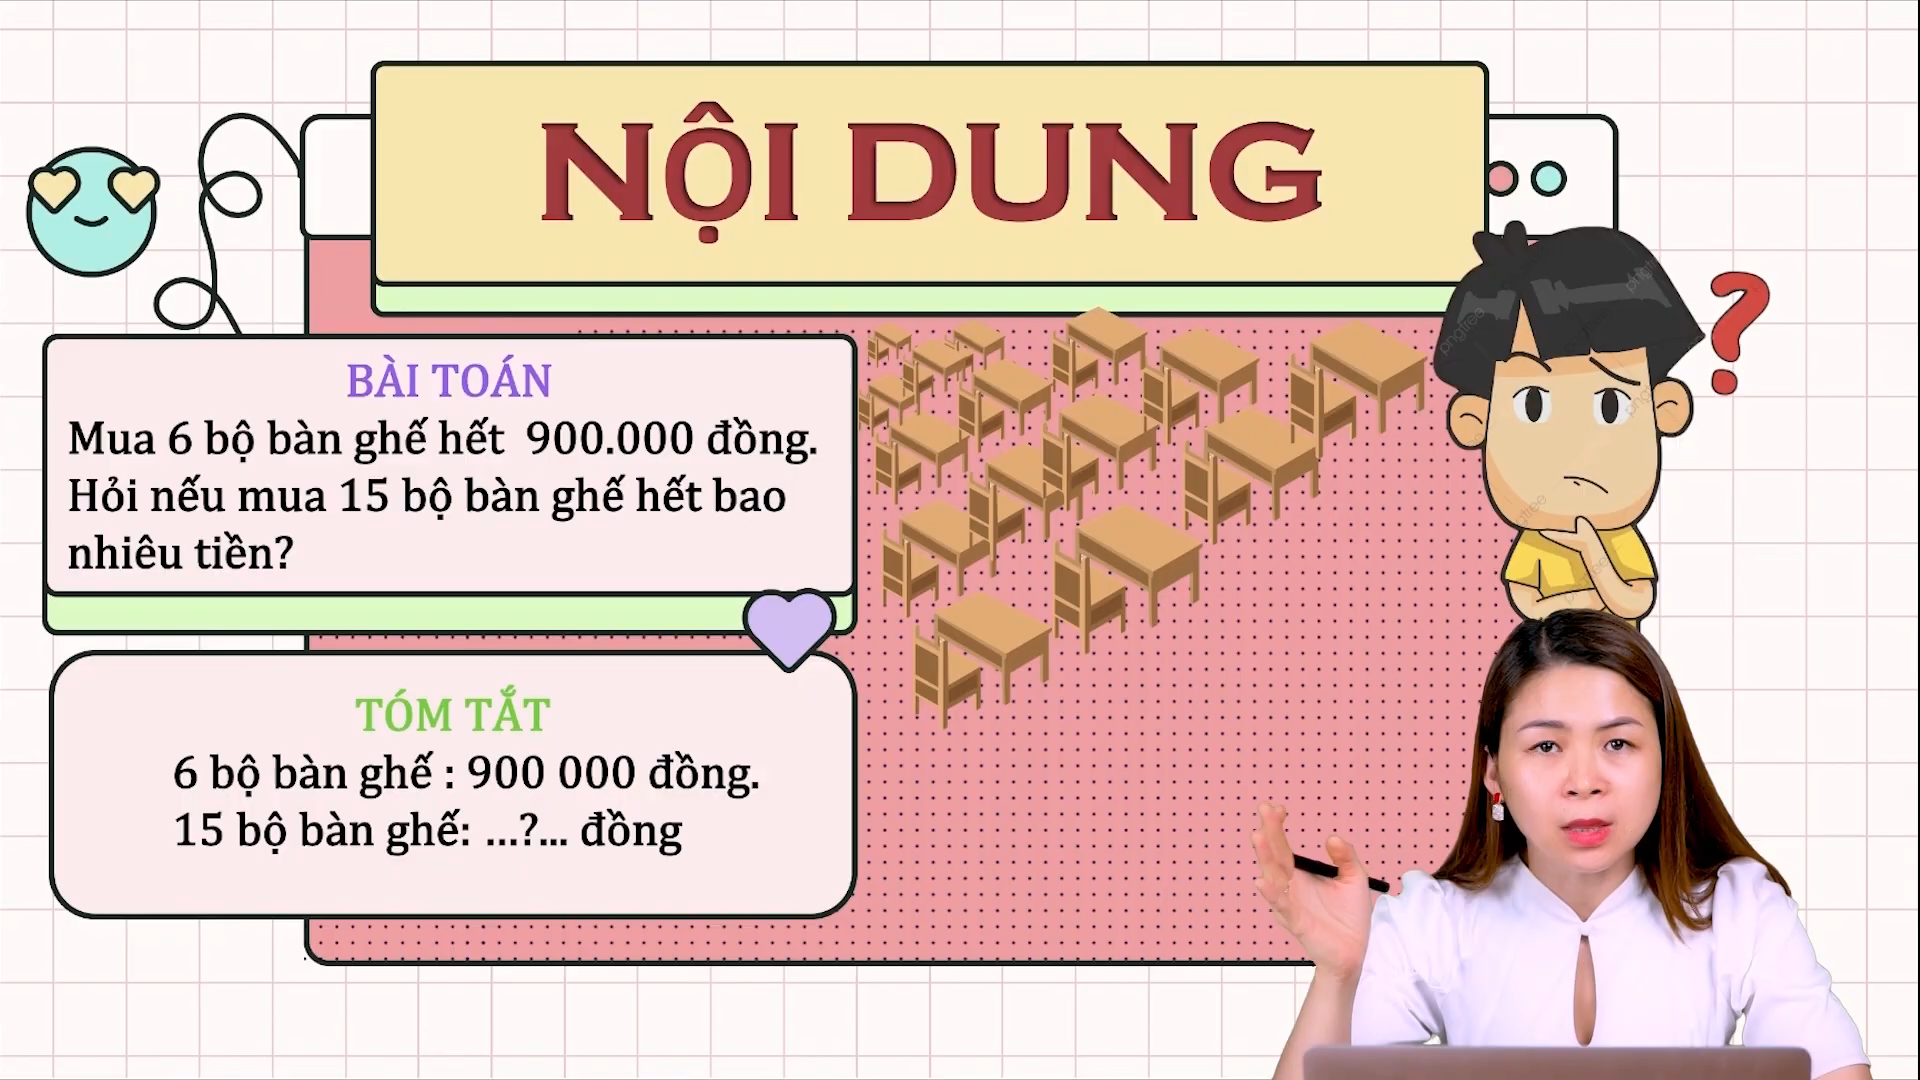 NỘI DUNG
BÀI TOÁN
Mua 6 bộ bàn ghế hết 900.000 đồng.
Hỏi nếu mua 15 bộ bàn ghế hết bao
nhiêu tiền?
?
TÓM TẮT
6 bộ bàn ghế : 900 000 đồng.
15 bộ bàn ghế: ...?... đồng
pngtree
pngtree